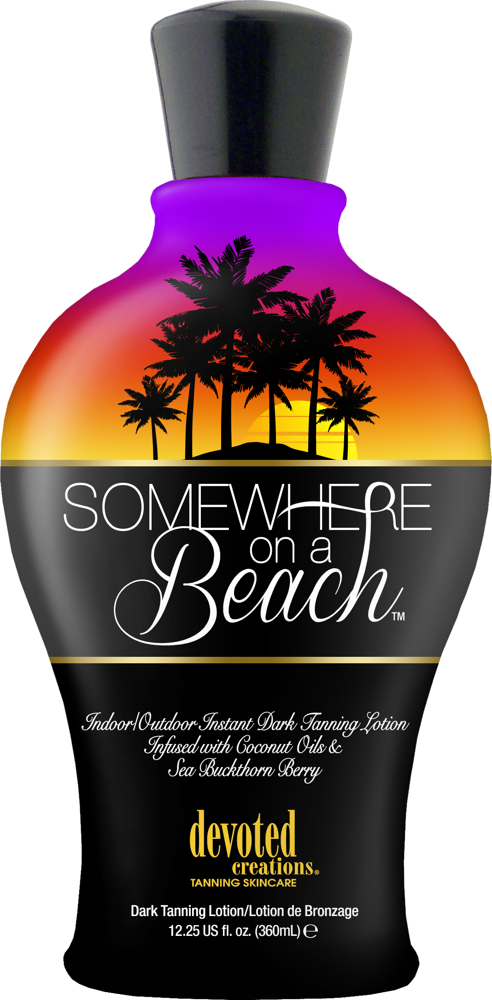 SOMEWHERE
on a
Beach™
Indoor/Outdoor Instant Dark Tanning Lotion
Infused with Coconut Oils &
Sea Buckthorn Berry
devoted
creations®
TANNING SKINCARE
Dark Tanning Lotion/Lotion de Bronzage
12.25 US fl. oz. (360mL) ℮